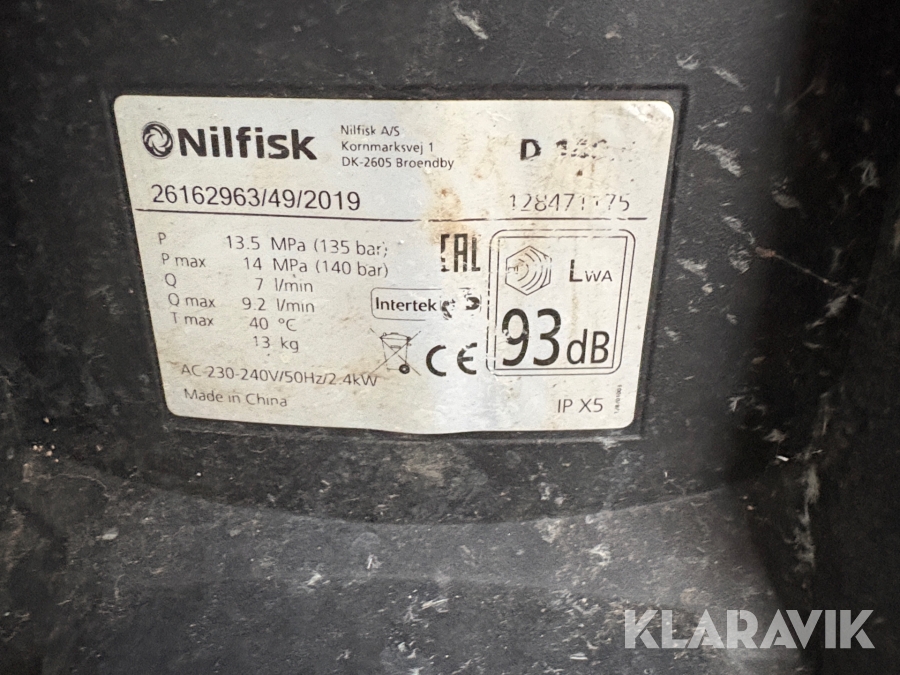 Nilfisk
Nilfisk A/S
Kornmarksvej 1
DK-2605 Broendby
D
26162963/49/2019
P 13.5 MPa (135 bar)
P max 14 MPa (140 bar)
Q 7 l/min
Q max 9.2 l/min
T max 40 °C
13 kg
AC 230-240V/50Hz/2.4kW
Made in China
EAC
Intertek
CE
LWA
93dB
IP X5
KLARAVIK